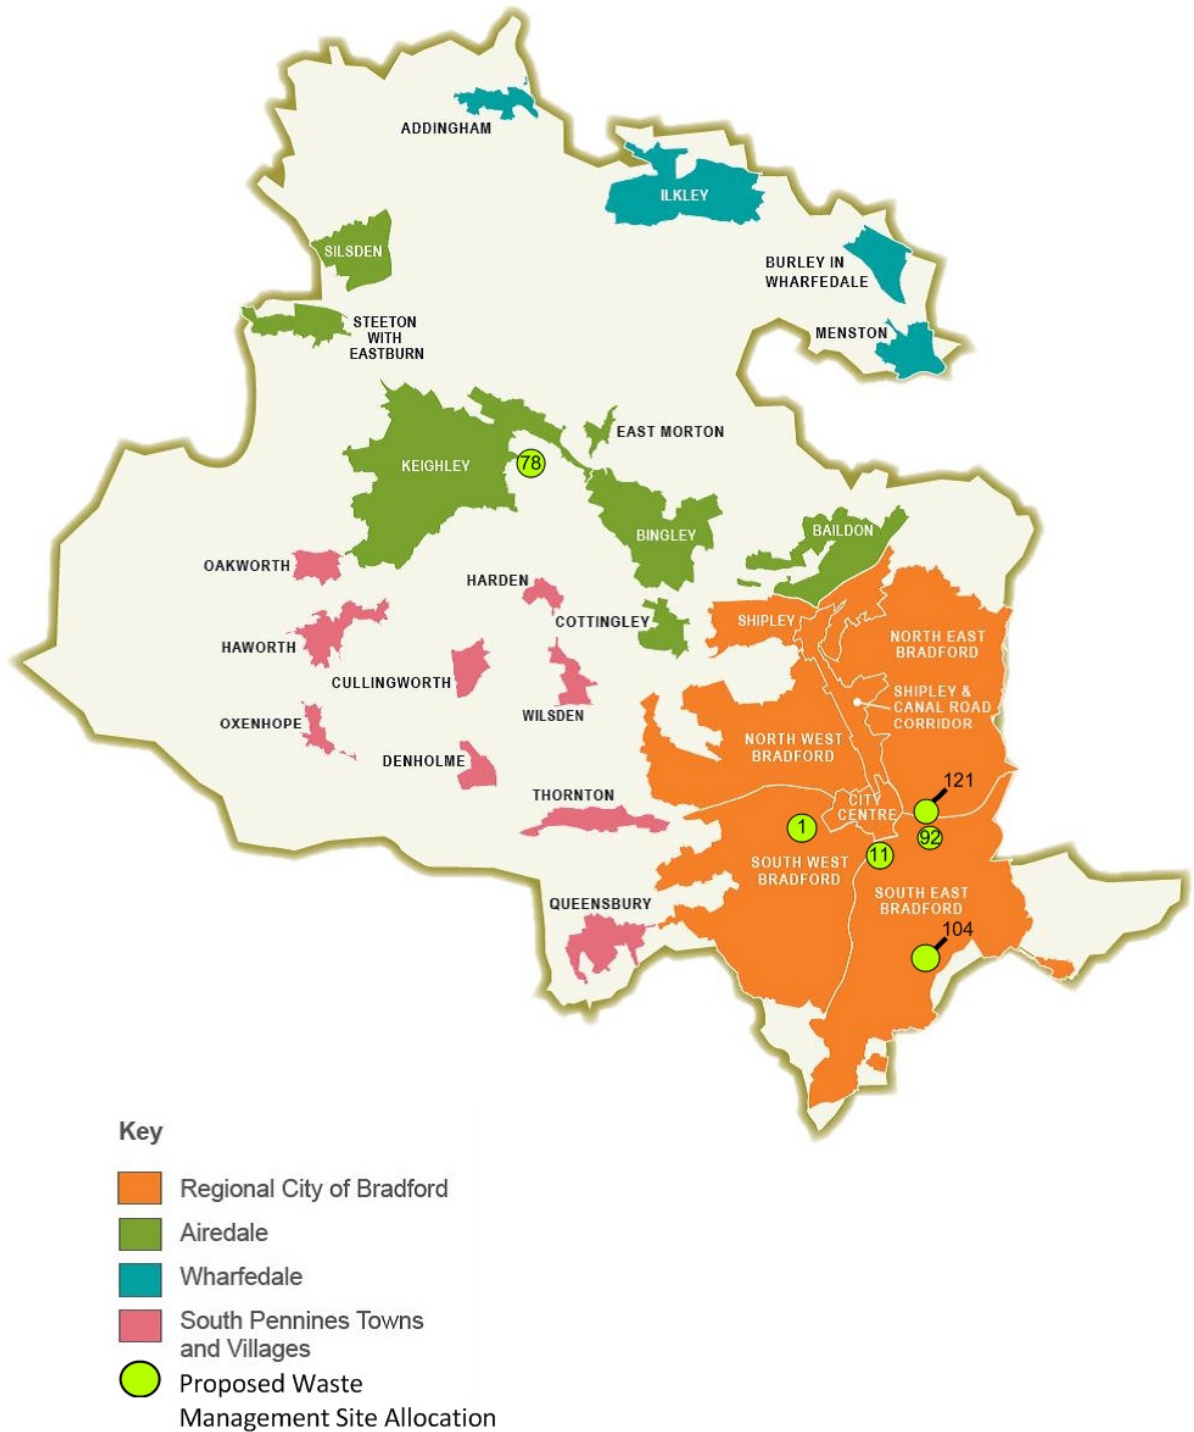 ADDINGHAM
ILKLEY
SILSDEN
BURLEY IN
WHARFEDALE
STEETON
WITH
EASTBURN
MENSTON
EAST MORTON
KEIGHLEY
78
BINGLEY
BAILDON
OAKWORTH
HARDEN
COTTINGLEY
SHIPLEY
NORTH EAST
BRADFORD
HAWORTH
CULLINGWORTH
SHIPLEY &
CANAL ROAD
CORRIDOR
OXENHOPE
WILSDEN
NORTH WEST
BRADFORD
DENHOLME
121
THORNTON
CITY
CENTRE
1
92
11
SOUTH WEST
BRADFORD
SOUTH EAST
BRADFORD
QUEENSBURY
104
Key
Regional City of Bradford
Airedale
Wharfedale
South Pennines Towns
and Villages
Proposed Waste
Management Site Allocation